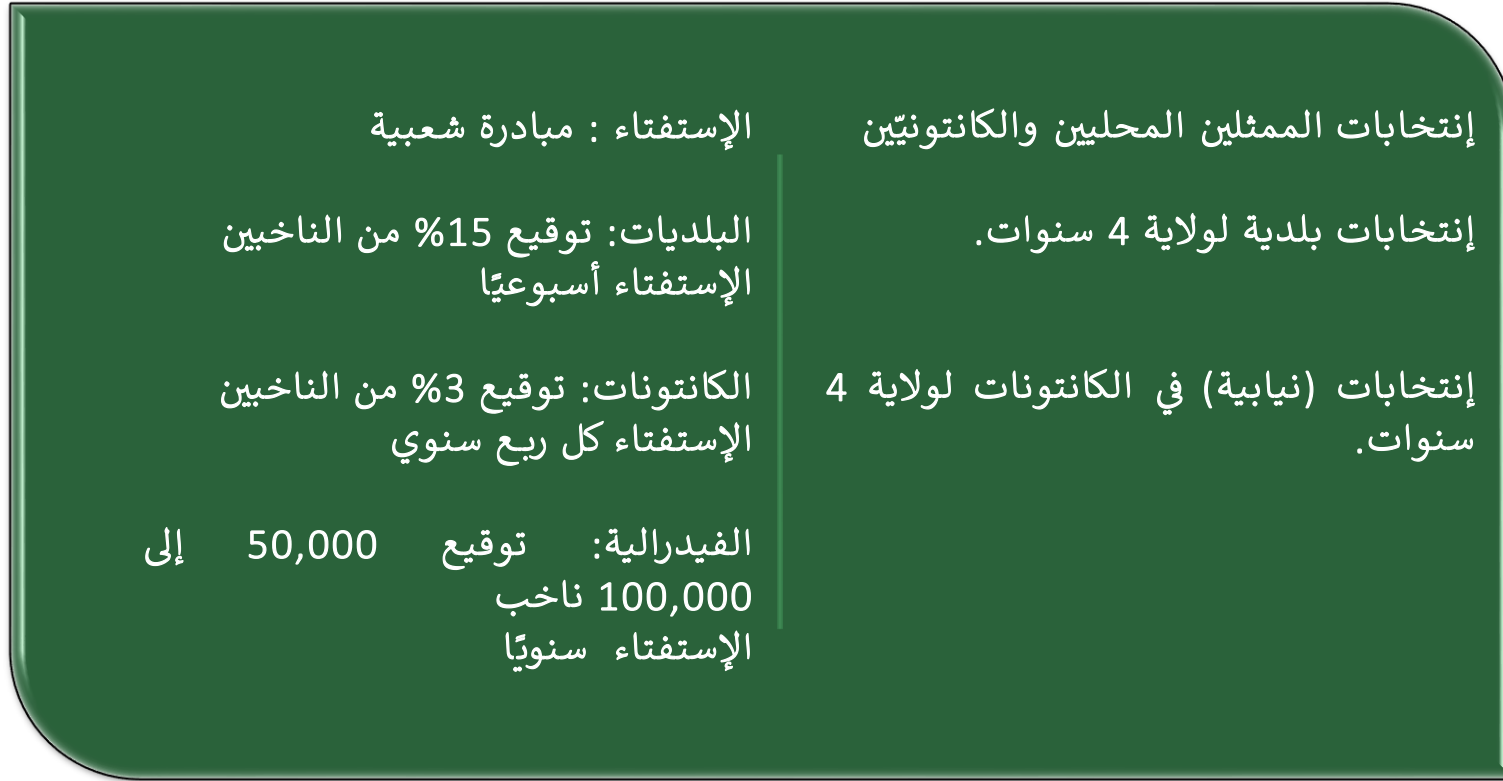 إنتخابات الممثلين المحليين والكانتونيّين
إنتخابات بلدية لولاية 4 سنوات.
إنتخابات (نيابية) في الكانتونات لولاية 4
سنوات.
الإستفتاء : مبادرة شعبية
البلديات: توقيع 15% من الناخبين
الإستفتاء أسبوعيًا
الكانتونات: توقيع 3% من الناخبين
الإستفتاء كل ربع سنوي
الفيدرالية: توقيع 50,000 إلى
100,000 ناخب
الإستفتاء سنويًا